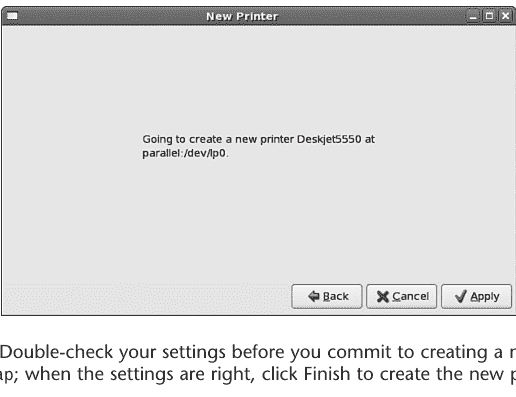 New Printer
Going to create a new printer Deskjet5550 at
parallel:/dev/lp0.
Back Cancel Apply
Double-check your settings before you commit to creating a
; when the settings are right, click Finish to create the new